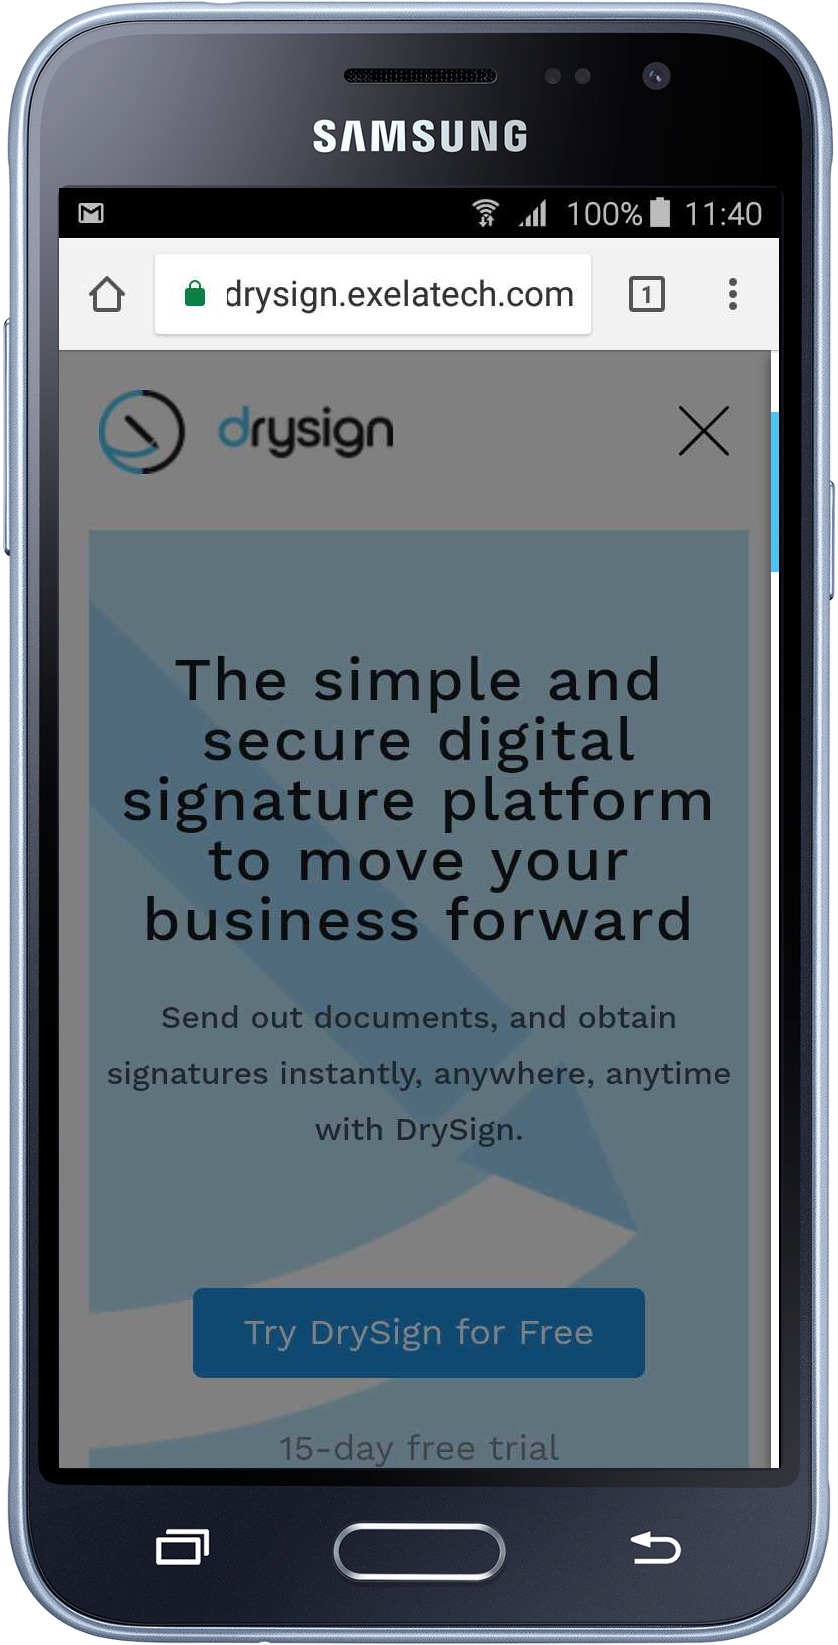 SAMSUNG
100% 11:40
drysign.exelatech.com 1
drysign
The simple and
secure digital
signature platform
to move your
business forward
Send out documents, and obtain
signatures instantly, anywhere, anytime
with DrySign.
Try DrySign for Free
15-day free trial